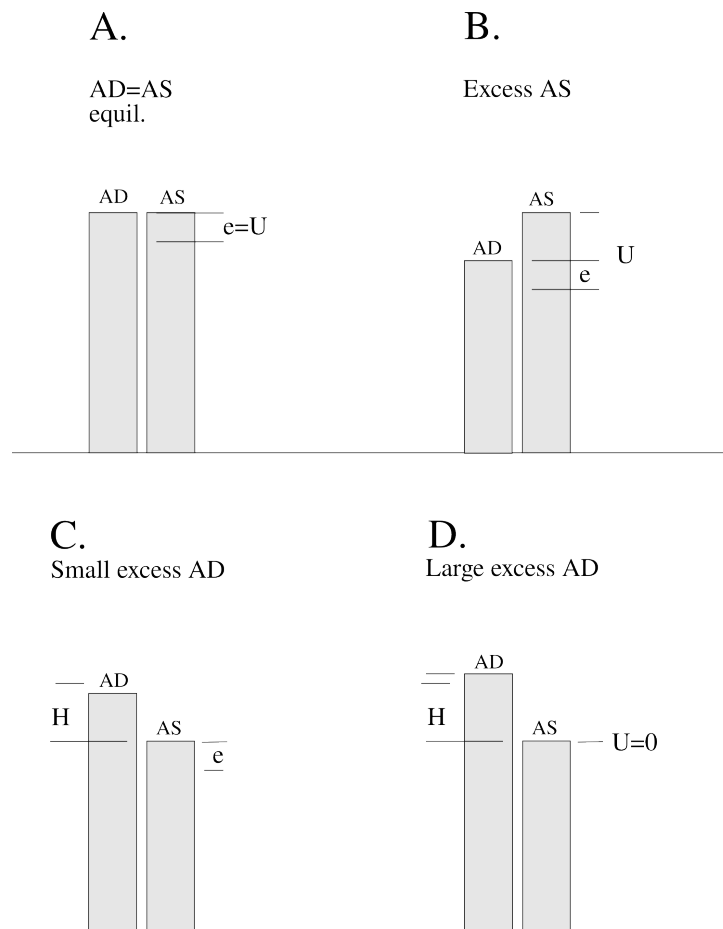 A.
AD=AS
equil.
AD
AS
e=U
B.
Excess AS
AS
AD
U
e
C.
Small excess AD
AD
H
AS
e
D.
Large excess AD
AD
H
AS
U=0